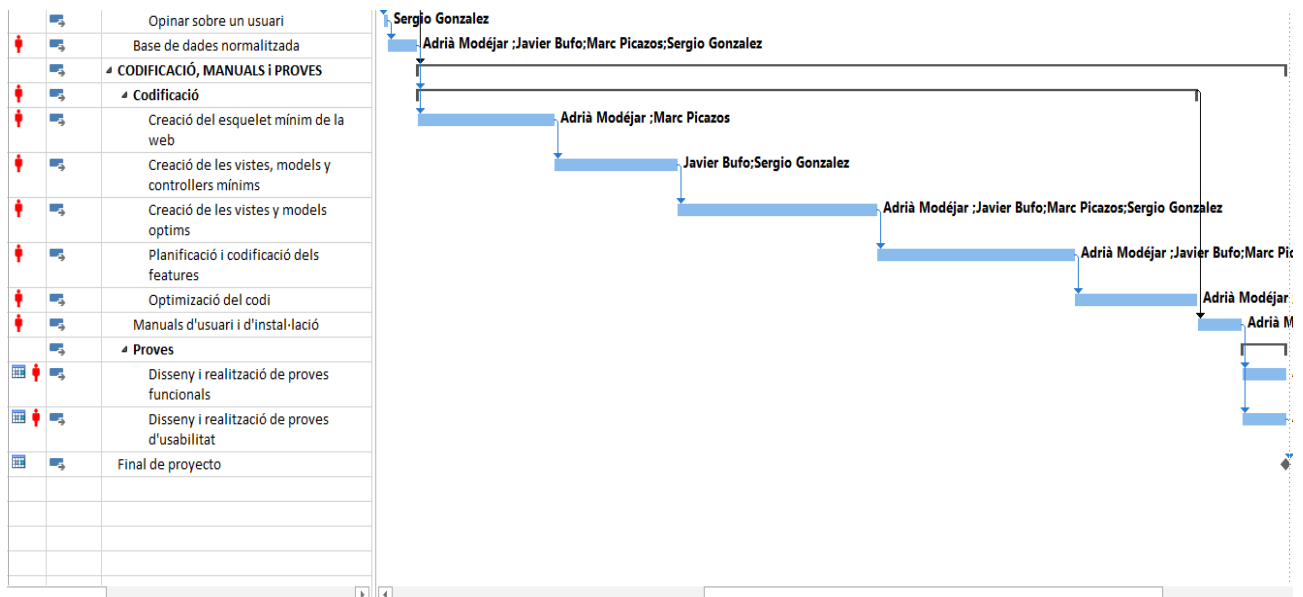 Opinar sobre un usuari
Sergio Gonzalez
Base de dades normalitzada
Adrià Modéjar ;Javier Bufo;Marc Picazos;Sergio Gonzalez
CODIFICACIÓ, MANUALS i PROVES
Codificació
Creació del esquelet mínim de la
web
Adrià Modéjar ;Marc Picazos
Creació de les vistes, models y
controllers mínims
Javier Bufo;Sergio Gonzalez
Creació de les vistes y models
optims
Adrià Modéjar ;Javier Bufo;Marc Picazos;Sergio Gonzalez
Planificació i codificació dels
features
Adrià Modéjar ;Javier Bufo;Marc Pic
Optimizació del codi
Adrià Modéjar
Manuals d'usuari i d'instal·lació
Adrià M
Proves
Disseny i realització de proves
funcionals
Disseny i realització de proves
d'usabilitat
Final de proyecto